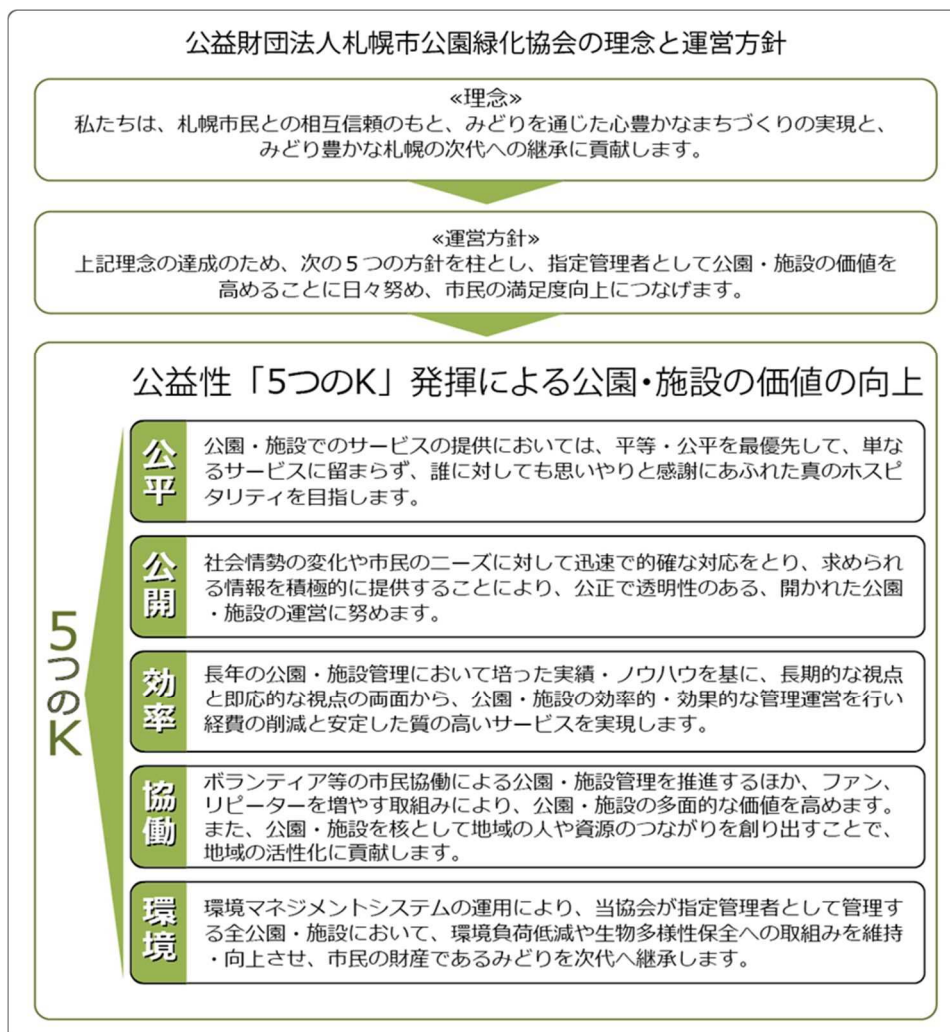 公益財団法人札幌市公園緑化協会の理念と運営方針
≪理念≫
私たちは、札幌市民との相互信頼のもと、みどりを通じた心豊かなまちづくりの実現と、
みどり豊かな札幌の次代への継承に貢献します。
≪運営方針≫
上記理念の達成のため、次の5つの方針を柱とし、指定管理者として公園・施設の価値を
高めることに日々努め、市民の満足度向上につなげます。
公益性「5つのK」発揮による公園・施設の価値の向上
5つのK
公平
公園・施設でのサービスの提供においては、平等・公平を最優先して、単な
るサービスに留まらず、誰に対しても思いやりと感謝にあふれた真のホスピ
タリティを目指します。
公開
社会情勢の変化や市民のニーズに対して迅速で的確な対応をとり、求められ
る情報を積極的に提供することにより、公正で透明性のある、開かれた公園
・施設の運営に努めます。
効率
長年の公園・施設管理において培った実績・ノウハウを基に、長期的な視点
と即応的な視点の両面から、公園・施設の効率的・効果的な管理運営を行い
経費の削減と安定した質の高いサービスを実現します。
協働
ボランティア等の市民協働による公園・施設管理を推進するほか、ファン、
リピーターを増やす取組みにより、公園・施設の多面的な価値を高めます。
また、公園・施設を核として地域の人や資源のつながりを創り出すことで、
地域の活性化に貢献します。
環境
環境マネジメントシステムの運用により、当協会が指定管理者として管理す
る全公園・施設において、環境負荷低減や生物多様性保全への取組みを維持
・向上させ、市民の財産であるみどりを次代へ継承します。